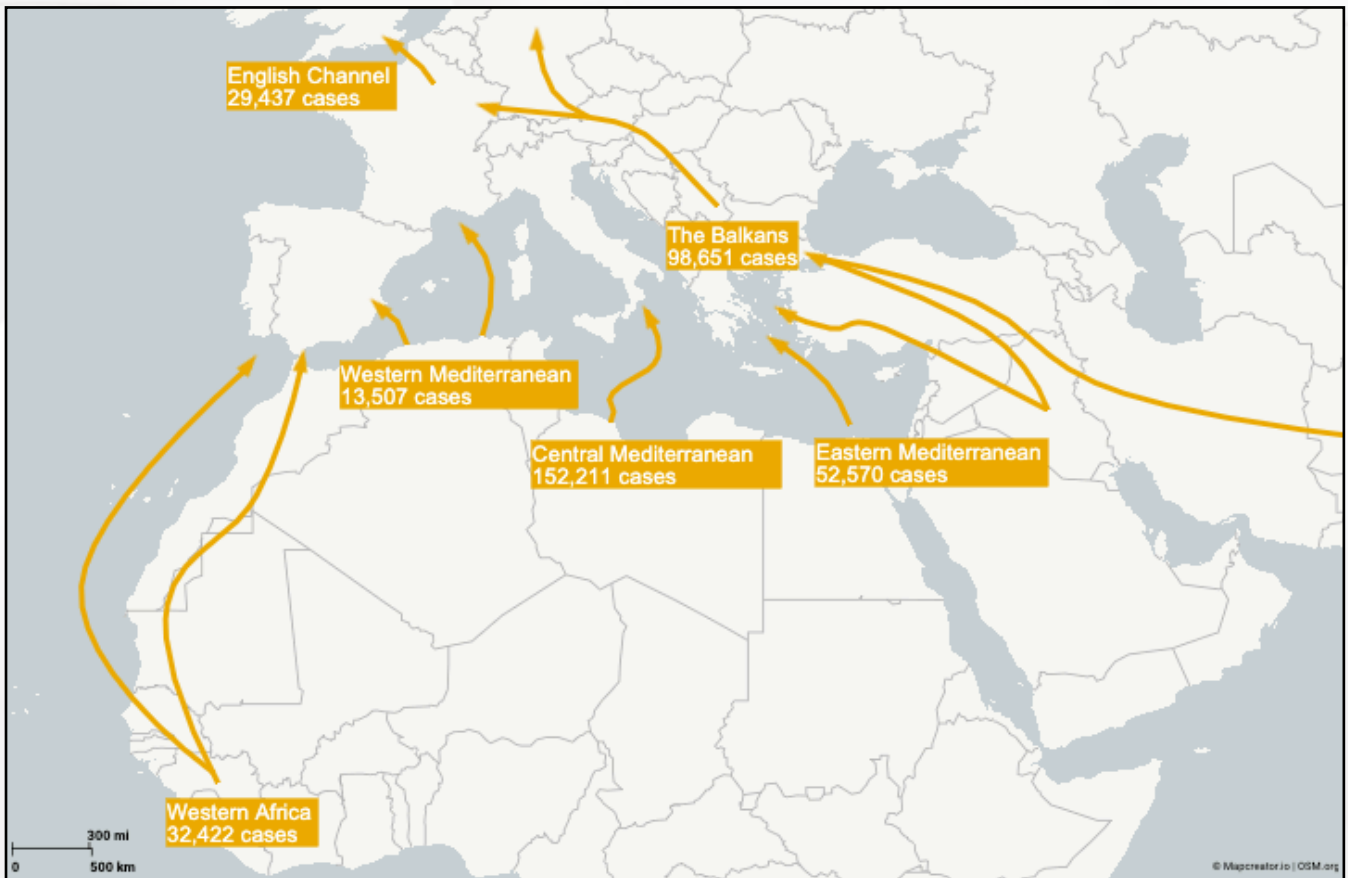 English Channel
29,437 cases
The Balkans
98,651 cases
Western Mediterranean
13,507 cases
Central Mediterranean
152,211 cases
Eastern Mediterranean
52,570 cases
Western Africa
32,422 cases
300 mi
0
500 km
© Mapcreator.io | OSM.org